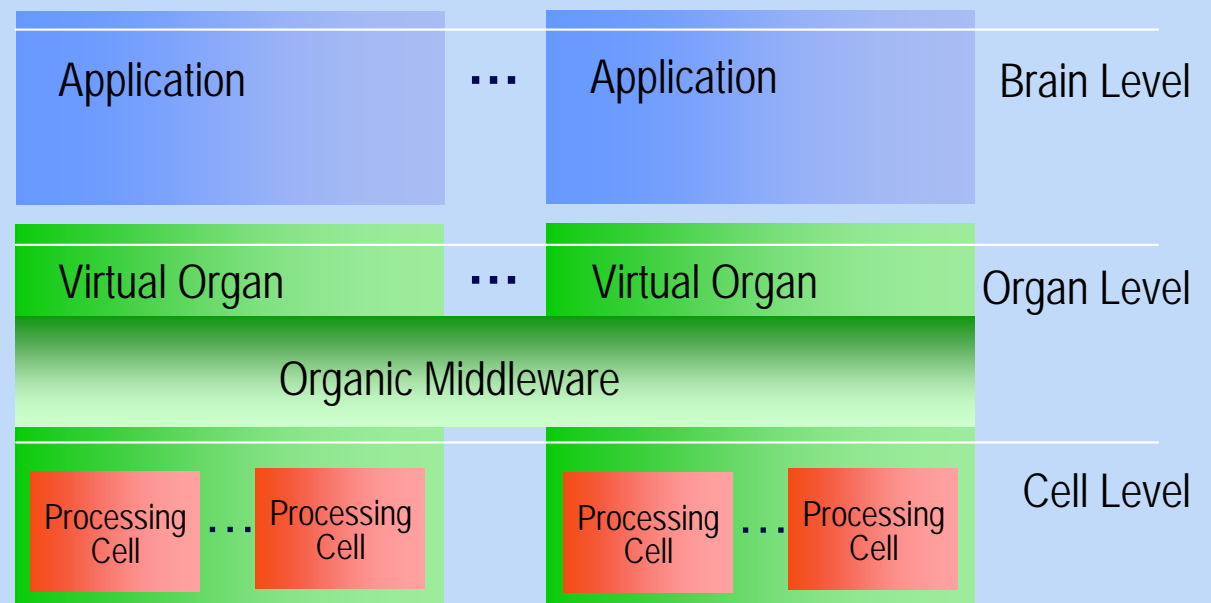 Application ... Application Brain Level
Virtual Organ ... Virtual Organ Organ Level
Organic Middleware
Cell Level
Processing
Cell
...
Processing
Cell
Processing
Cell
...
Processing
Cell